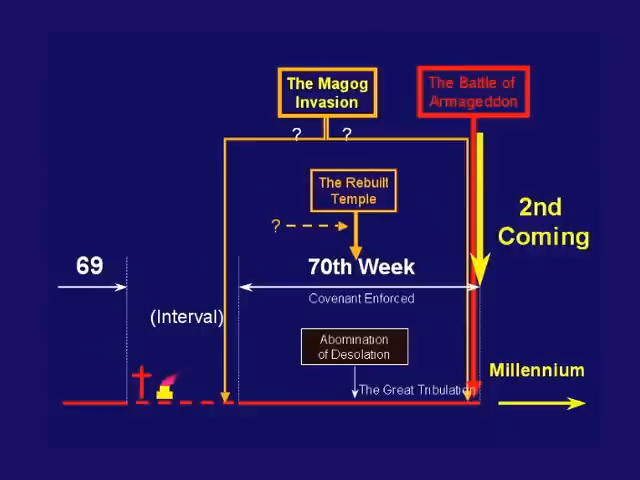 The Magog
Invasion
The Battle of
Armageddon
? ?
The Rebuilt
Temple
?
2nd
Coming
69
70th Week
Covenant Enforced
(Interval)
Abomination
of Desolation
Millennium
The Great Tribulation